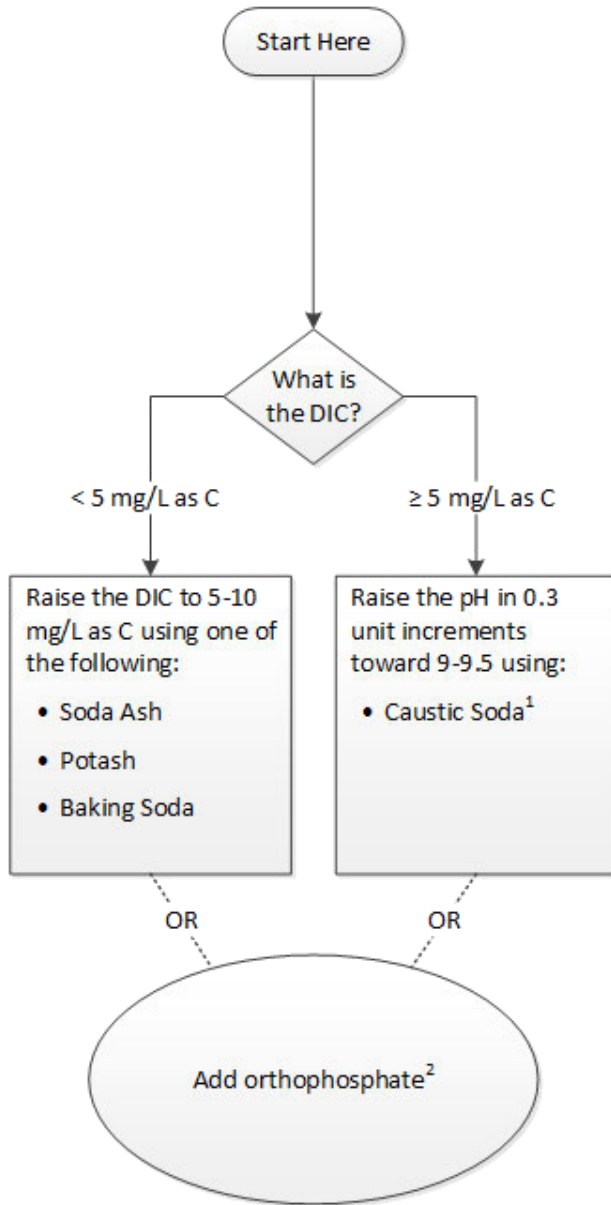 Start Here
What is
the DIC?
< 5 mg/L as C
≥ 5 mg/L as C
Raise the DIC to 5-10
mg/L as C using one of
the following:
• Soda Ash
• Potash
• Baking Soda
Raise the pH in 0.3
unit increments
toward 9-9.5 using:
• Caustic Soda¹
OR
OR
Add orthophosphate²